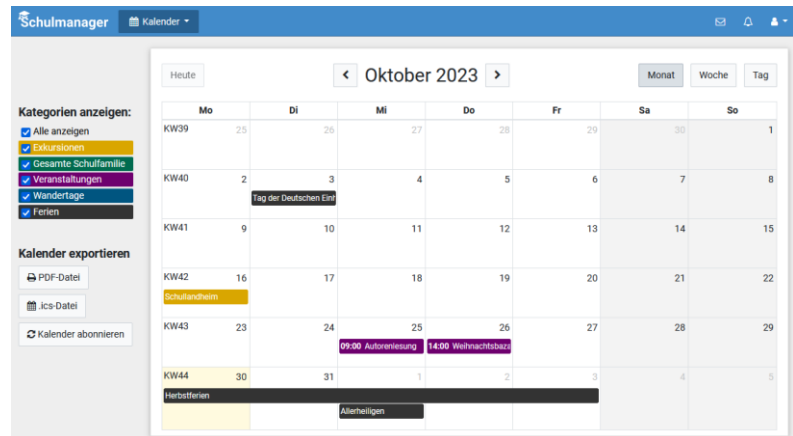 Schulmanager Kalender
Heute Oktober 2023 Monat Woche Tag
Kategorien anzeigen:
Alle anzeigen
Exkursionen
Gesamte Schulfamilie
Veranstaltungen
Wandertage
Ferien
Kalender exportieren
PDF-Datei
.ics-Datei
Kalender abonnieren
Mo Di Mi Do Fr Sa So
KW39 25 26 27 28 29 30 1
KW40 2 3 4 5 6 7 8
Tag der Deutschen Einh
KW41 9 10 11 12 13 14 15
KW42 16 17 18 19 20 21 22
Schullandheim
KW43 23 24 25 26 27 28 29
09:00 Autorenlesung 14:00 Weihnachtsbaza
KW44 30 31 1 2 3 4 5
Herbstferien
Allerheiligen